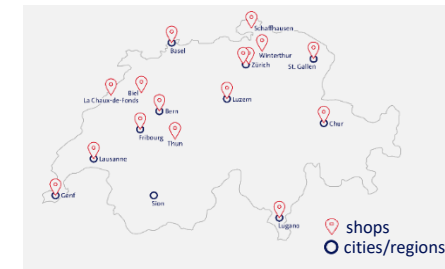 Schaffhausen
Basel
Winterthur
Zürich
St. Gallen
Biel
La Chaux-de-Fonds
Luzern
Bern
Chur
Fribourg
Thun
Lausanne
Genf
Sion
Lugano
shops
cities/regions